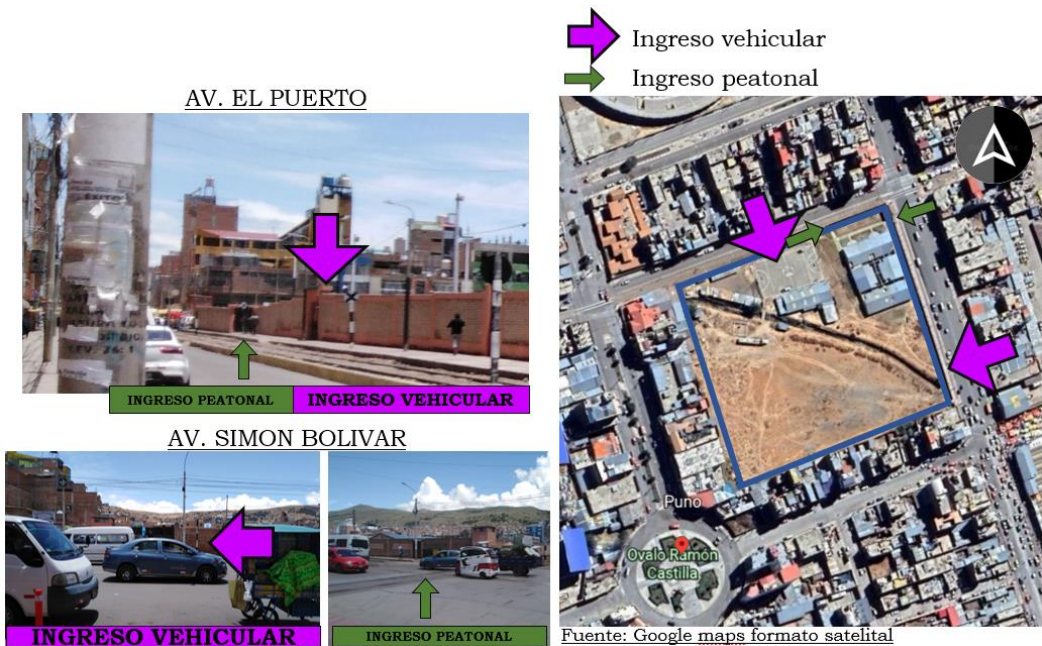 Ingreso vehicular
Ingreso peatonal
AV. EL PUERTO
INGRESO PEATONAL
INGRESO VEHICULAR
AV. SIMON BOLIVAR
INGRESO VEHICULAR
INGRESO PEATONAL
Puno
Ovalo Ramón
Castilla
Fuente: Google maps formato satelital